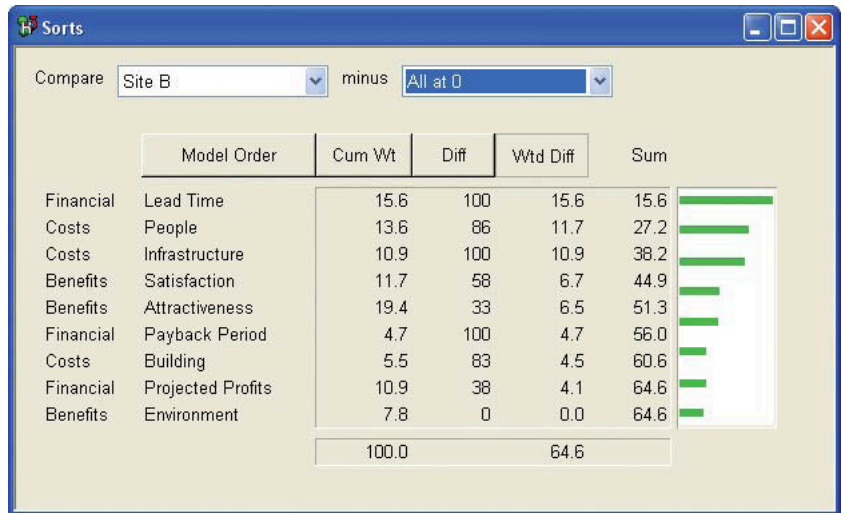 Sorts
Compare Site B minus All at 0
Model Order Cum Wt Diff Wtd Diff Sum
Financial Lead Time 15.6 100 15.6 15.6
Costs People 13.6 86 11.7 27.2
Costs Infrastructure 10.9 100 10.9 38.2
Benefits Satisfaction 11.7 58 6.7 44.9
Benefits Attractiveness 19.4 33 6.5 51.3
Financial Payback Period 4.7 100 4.7 56.0
Costs Building 5.5 83 4.5 60.6
Financial Projected Profits 10.9 38 4.1 64.6
Benefits Environment 7.8 0 0.0 64.6
100.0 64.6